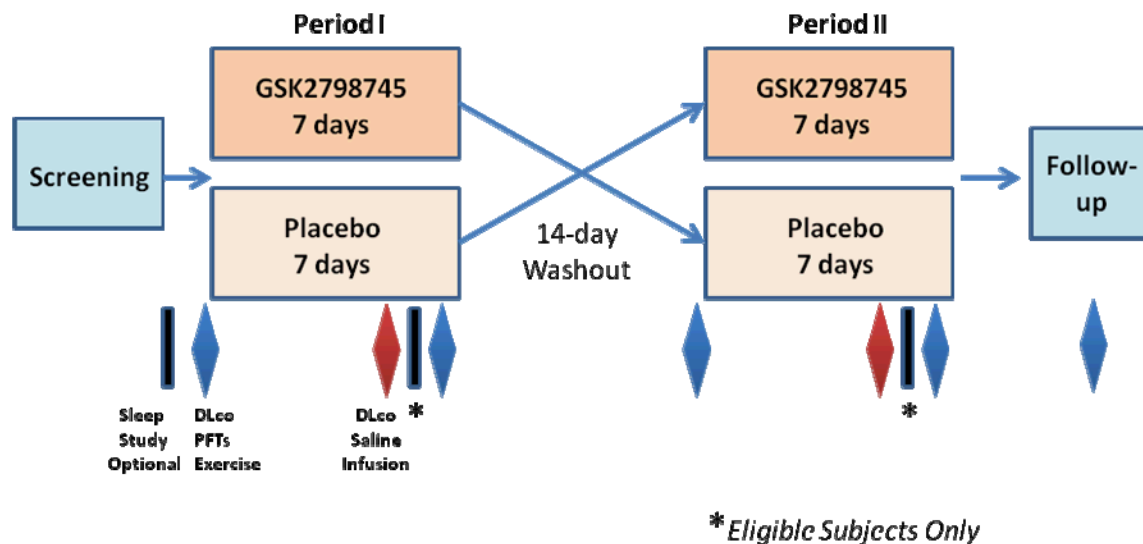 Period I
Period II
GSK2798745
7 days
GSK2798745
7 days
Screening
Follow-
up
Placebo
7 days
14-day
Washout
Placebo
7 days
Sleep
Study
Optional
DLco
PFTs
Exercise
DLco
Saline
Infusion
*
*
*Eligible Subjects Only